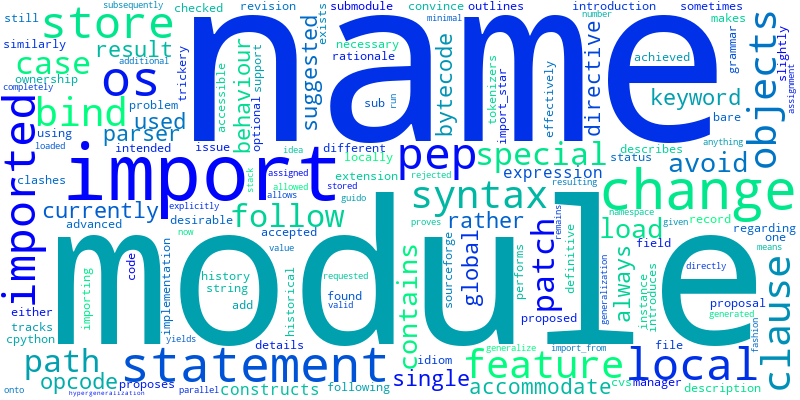 subsequently checked revision submodule convince outlines introduction sometimes
still store exists minimal number makes
similarly result name necessary slightly
ownership case os trickery behaviour accessible optional support suggested rationale achieved grammar
completely additional problem sub run bytecode tokenizers import_star effectively directive keyword objects
loaded bind parser used bare
using intended issue different describes status anything
clashes import idea locally pep special expression avoid
imported currently assigned allowed allows stack extension rejected resulting change
explicitly stored guido syntax namespace given record
advanced desirable follow proves rather load regarding
now accepted value requested valid remains field one means
importing code implementation history string add found historical module contains sourceforge global performs definitive patch generalization always instance introduces directly clause
either yields proposed proposal generated
tracks details generalize import_from file fashion
cpython path statement idiom feature local
onto opcode proposes constructs following single accommodate cvs manager description assignment
hypergeneralization parallel